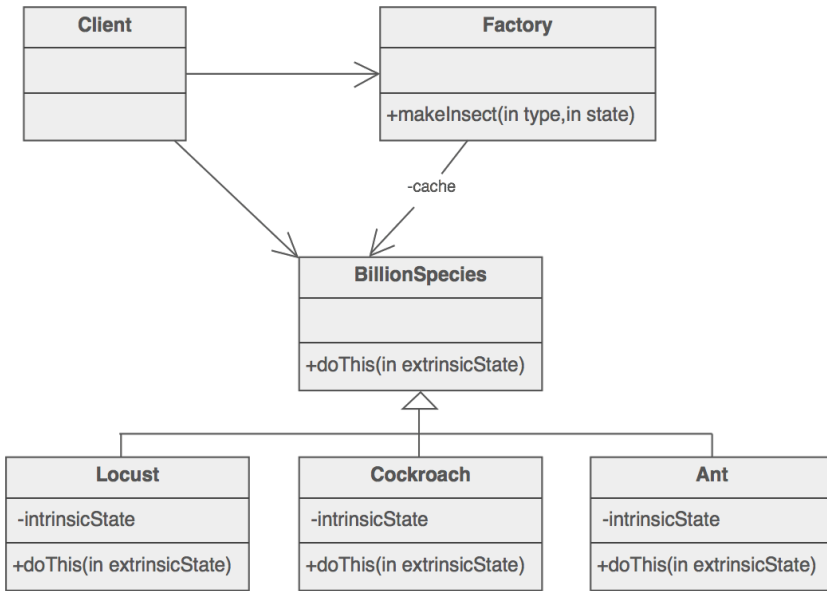 Client
Factory
+makeInsect(in type,in state)
-cache
BillionSpecies
+doThis(in extrinsicState)
Locust
-intrinsicState
+doThis(in extrinsicState)
Cockroach
-intrinsicState
+doThis(in extrinsicState)
Ant
-intrinsicState
+doThis(in extrinsicState)